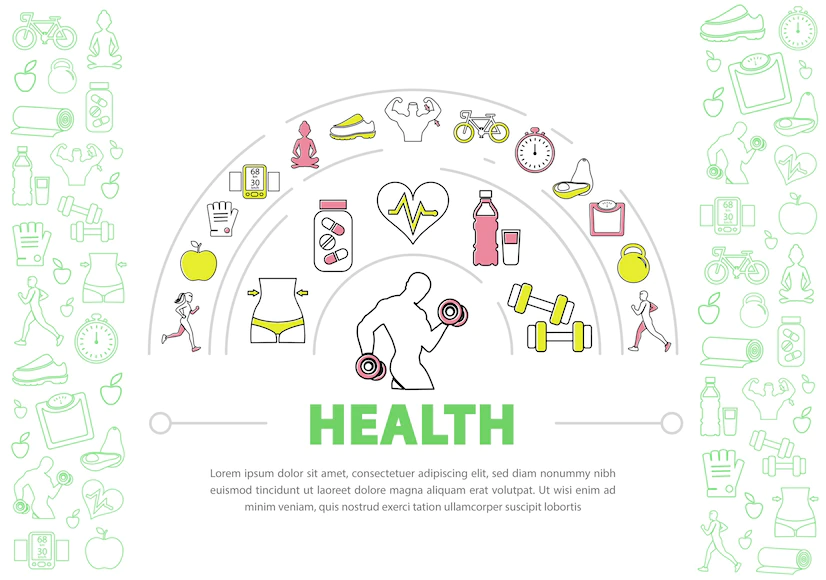 68
30
HEALTH
Lorem ipsum dolor sit amet, consectetuer adipiscing elit, sed diam nonummy nibh
euismod tincidunt ut laoreet dolore magna aliquam erat volutpat. Ut wisi enim ad
minim veniam, quis nostrud exerci tation ullamcorper suscipit lobortis
68
30
68
30